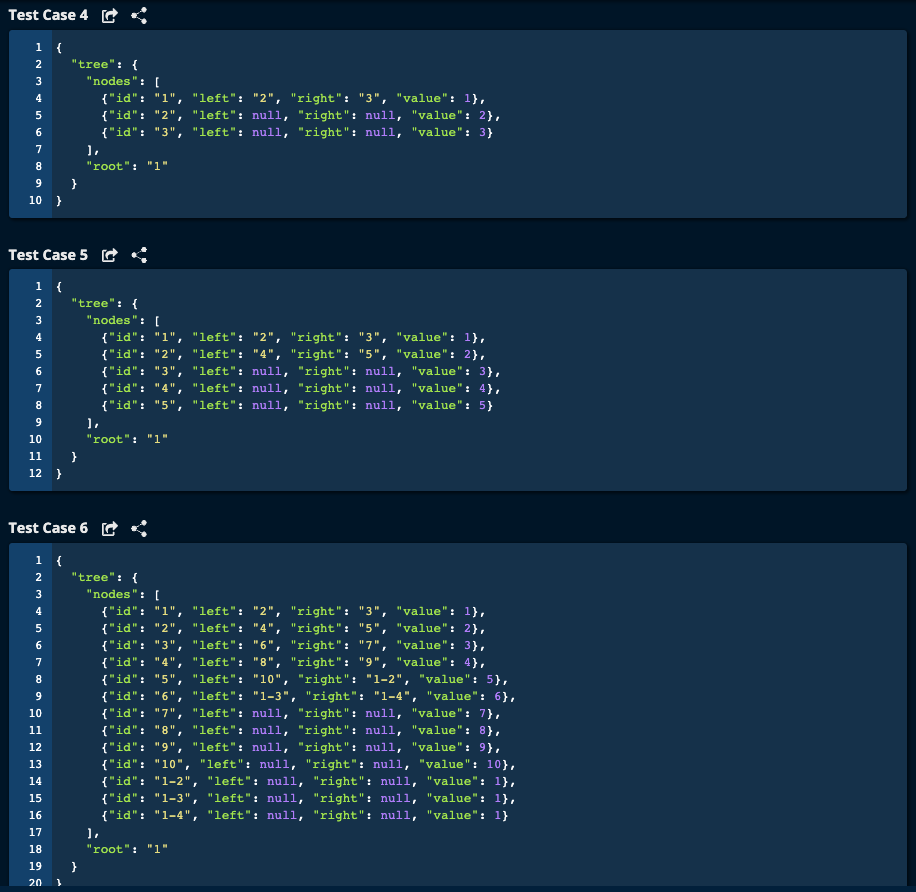 Test Case 4
1 {
2   "tree": {
3     "nodes": [
4       {"id": "1", "left": "2", "right": "3", "value": 1},
5       {"id": "2", "left": null, "right": null, "value": 2},
6       {"id": "3", "left": null, "right": null, "value": 3}
7     ],
8     "root": "1"
9   }
10 }
Test Case 5
1 {
2   "tree": {
3     "nodes": [
4       {"id": "1", "left": "2", "right": "3", "value": 1},
5       {"id": "2", "left": "4", "right": "5", "value": 2},
6       {"id": "3", "left": null, "right": null, "value": 3},
7       {"id": "4", "left": null, "right": null, "value": 4},
8       {"id": "5", "left": null, "right": null, "value": 5}
9     ],
10     "root": "1"
11   }
12 }
Test Case 6
1 {
2   "tree": {
3     "nodes": [
4       {"id": "1", "left": "2", "right": "3", "value": 1},
5       {"id": "2", "left": "4", "right": "5", "value": 2},
6       {"id": "3", "left": "6", "right": "7", "value": 3},
7       {"id": "4", "left": "8", "right": "9", "value": 4},
8       {"id": "5", "left": "10", "right": "1-2", "value": 5},
9       {"id": "6", "left": "1-3", "right": "1-4", "value": 6},
10       {"id": "7", "left": null, "right": null, "value": 7},
11       {"id": "8", "left": null, "right": null, "value": 8},
12       {"id": "9", "left": null, "right": null, "value": 9},
13       {"id": "10", "left": null, "right": null, "value": 10},
14       {"id": "1-2", "left": null, "right": null, "value": 1},
15       {"id": "1-3", "left": null, "right": null, "value": 1},
16       {"id": "1-4", "left": null, "right": null, "value": 1}
17     ],
18     "root": "1"
19   }
20 }